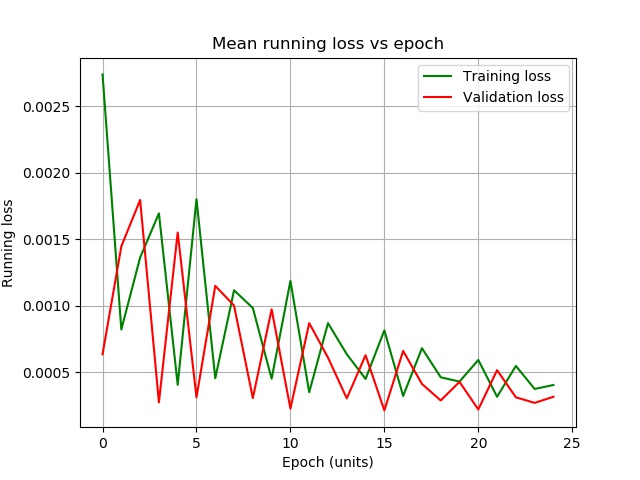 Mean running loss vs epoch
Training loss
Validation loss
0.0025
0.0020
0.0015
0.0010
0.0005
Running loss
0 5 10 15 20 25
Epoch (units)